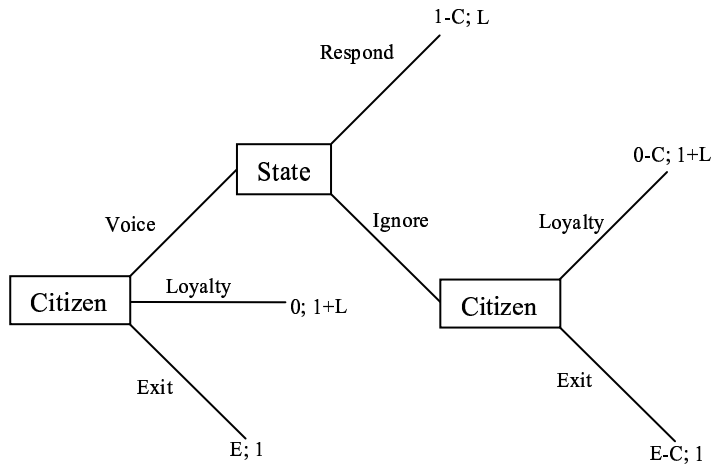 1-C; L
Respond
0-C; 1+L
State
Ignore
Loyalty
Voice
Loyalty
Citizen
0; 1+L
Citizen
Exit
Exit
E; 1
E-C; 1